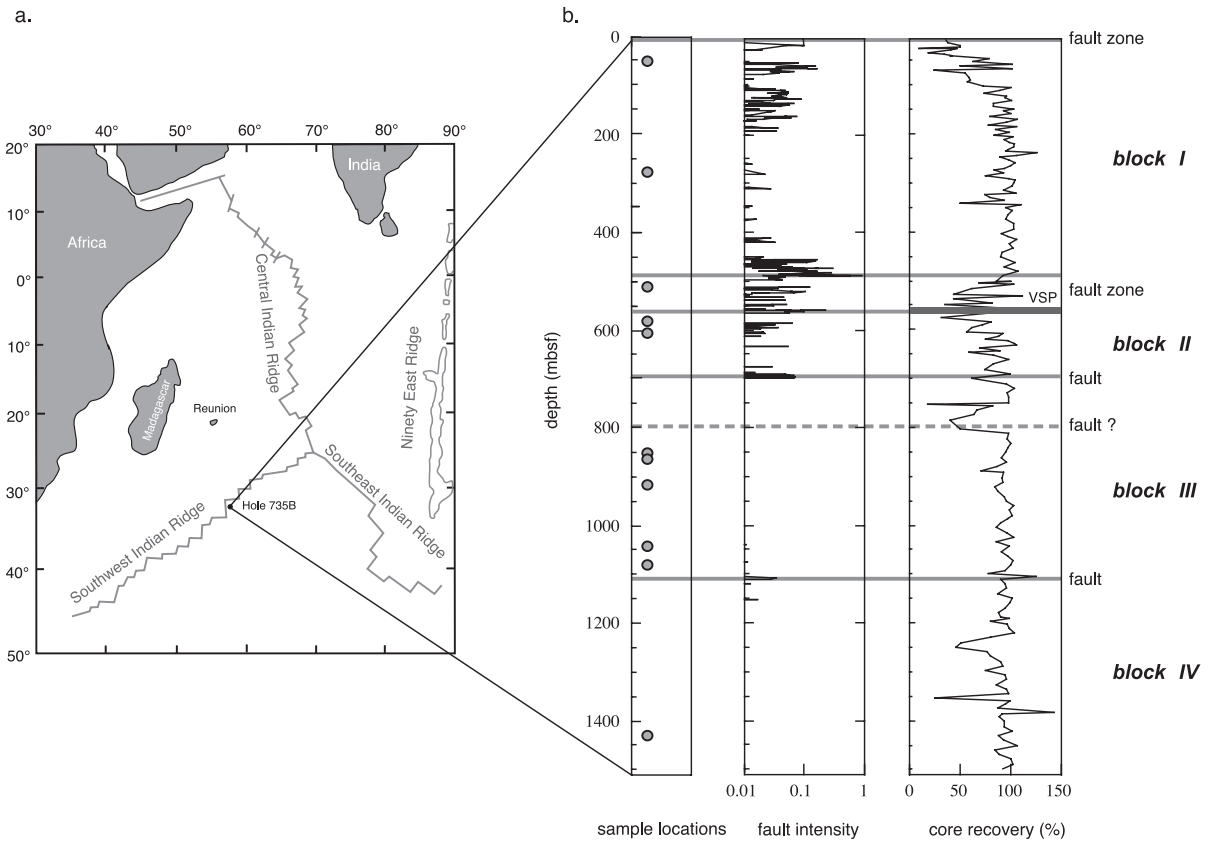 a.
30° 40° 50° 60° 70° 80° 90°
20°
10°
0°
10°
20°
30°
40°
50°
India
Africa
Central Indian Ridge
Ninety East Ridge
Madagascar
Reunion
Southeast Indian Ridge
Hole 735B
Southwest Indian Ridge
b.
0
200
400
600
800
1000
1200
1400
depth (mbsf)
sample locations
0.01 0.1 1
fault intensity
0 50 100 150
core recovery (%)
fault zone
block I
fault zone
VSP
block II
fault
fault ?
block III
fault
block IV